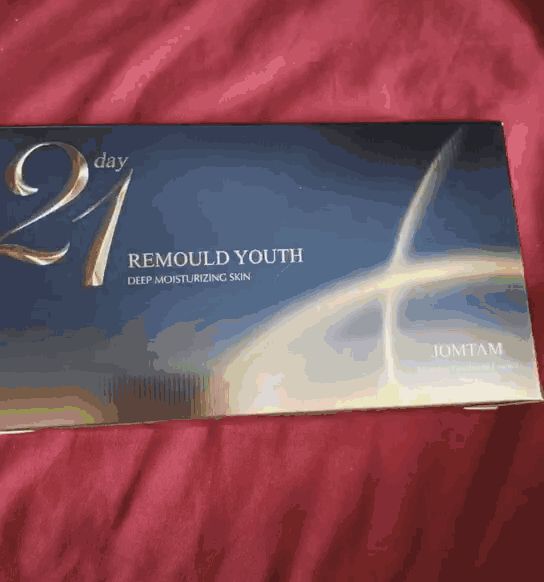 21 day
REMOULD YOUTH
DEEP MOISTURIZING SKIN
JOMTAM